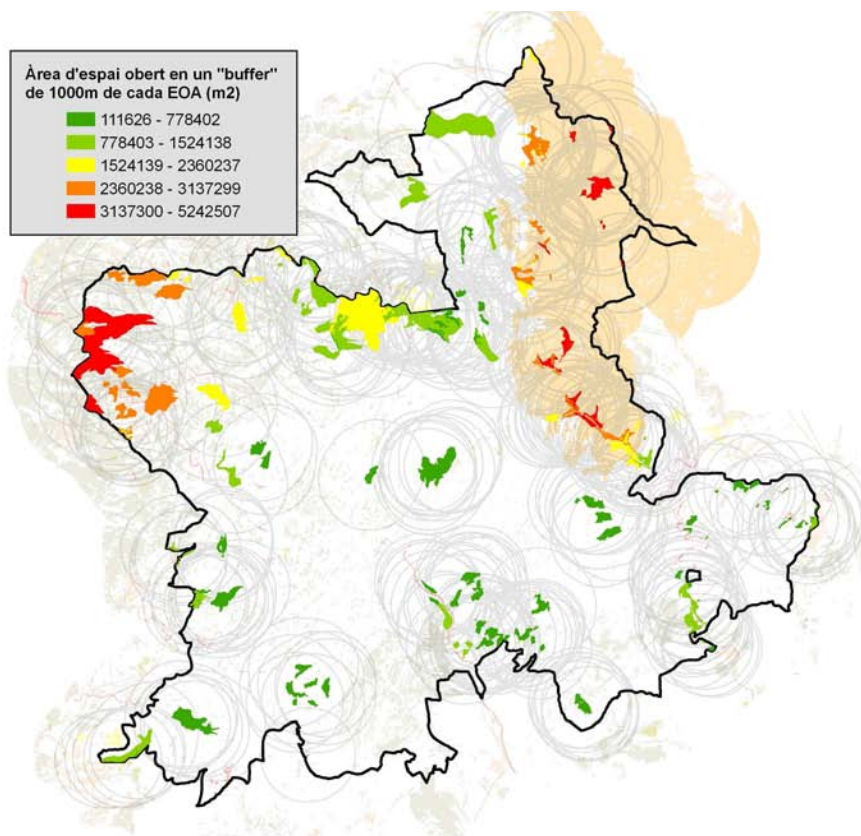 Àrea d'espai obert en un "buffer"
de 1000m de cada EOA (m2)
111626 - 778402
778403 - 1524138
1524139 - 2360237
2360238 - 3137299
3137300 - 5242507